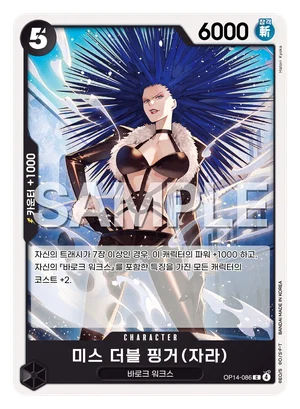 5
6000
참격
斬
Illust: Kyoka
카운터 +1000
SAMPLE
자신의 트래시가 7장 이상인 경우, 이 캐릭터의 파워 +1000 하고,
자신의 「바로크 워크스」를 포함한 특징을 가진 모든 캐릭터의
코스트 +2.
CHARACTER
미스 더블 핑거(자라)
바로크 워크스
OP14-086 C
4
BANDAI MADE IN KOREA